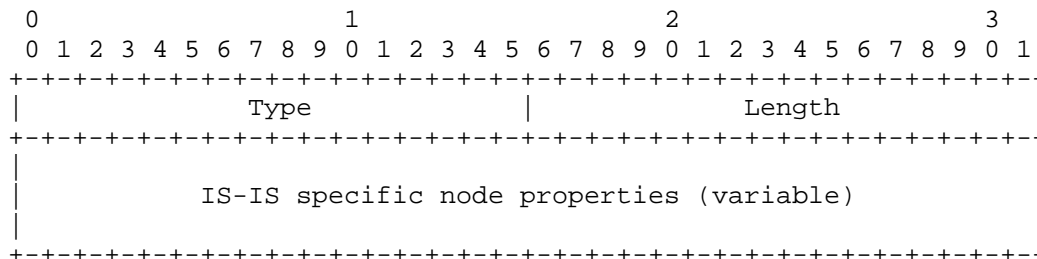 0                   1                   2                   3
 0 1 2 3 4 5 6 7 8 9 0 1 2 3 4 5 6 7 8 9 0 1 2 3 4 5 6 7 8 9 0 1
+-+-+-+-+-+-+-+-+-+-+-+-+-+-+-+-+-+-+-+-+-+-+-+-+-+-+-+-+-+-+-+-
|              Type             |             Length
+-+-+-+-+-+-+-+-+-+-+-+-+-+-+-+-+-+-+-+-+-+-+-+-+-+-+-+-+-+-+-+-
|
|           IS-IS specific node properties (variable)
|
+-+-+-+-+-+-+-+-+-+-+-+-+-+-+-+-+-+-+-+-+-+-+-+-+-+-+-+-+-+-+-+-